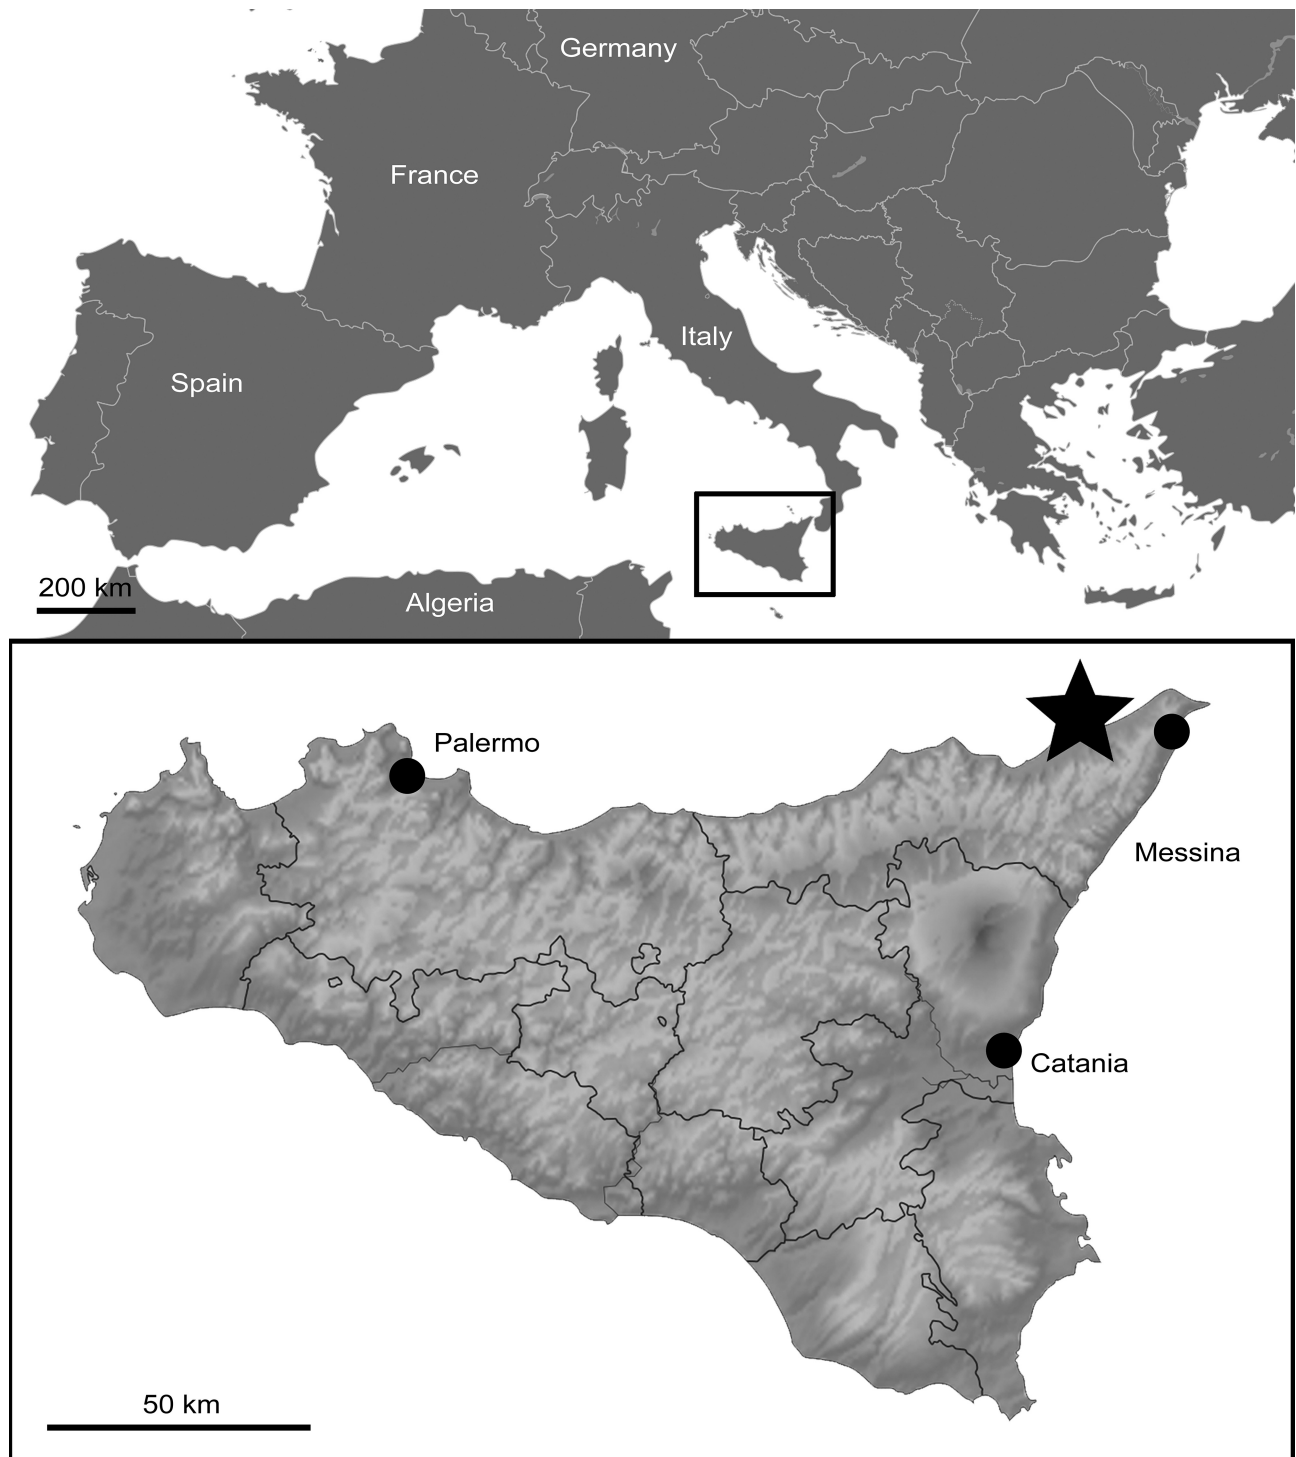 Germany
France
Italy
Spain
200 km
Algeria
Palermo
Messina
Catania
50 km